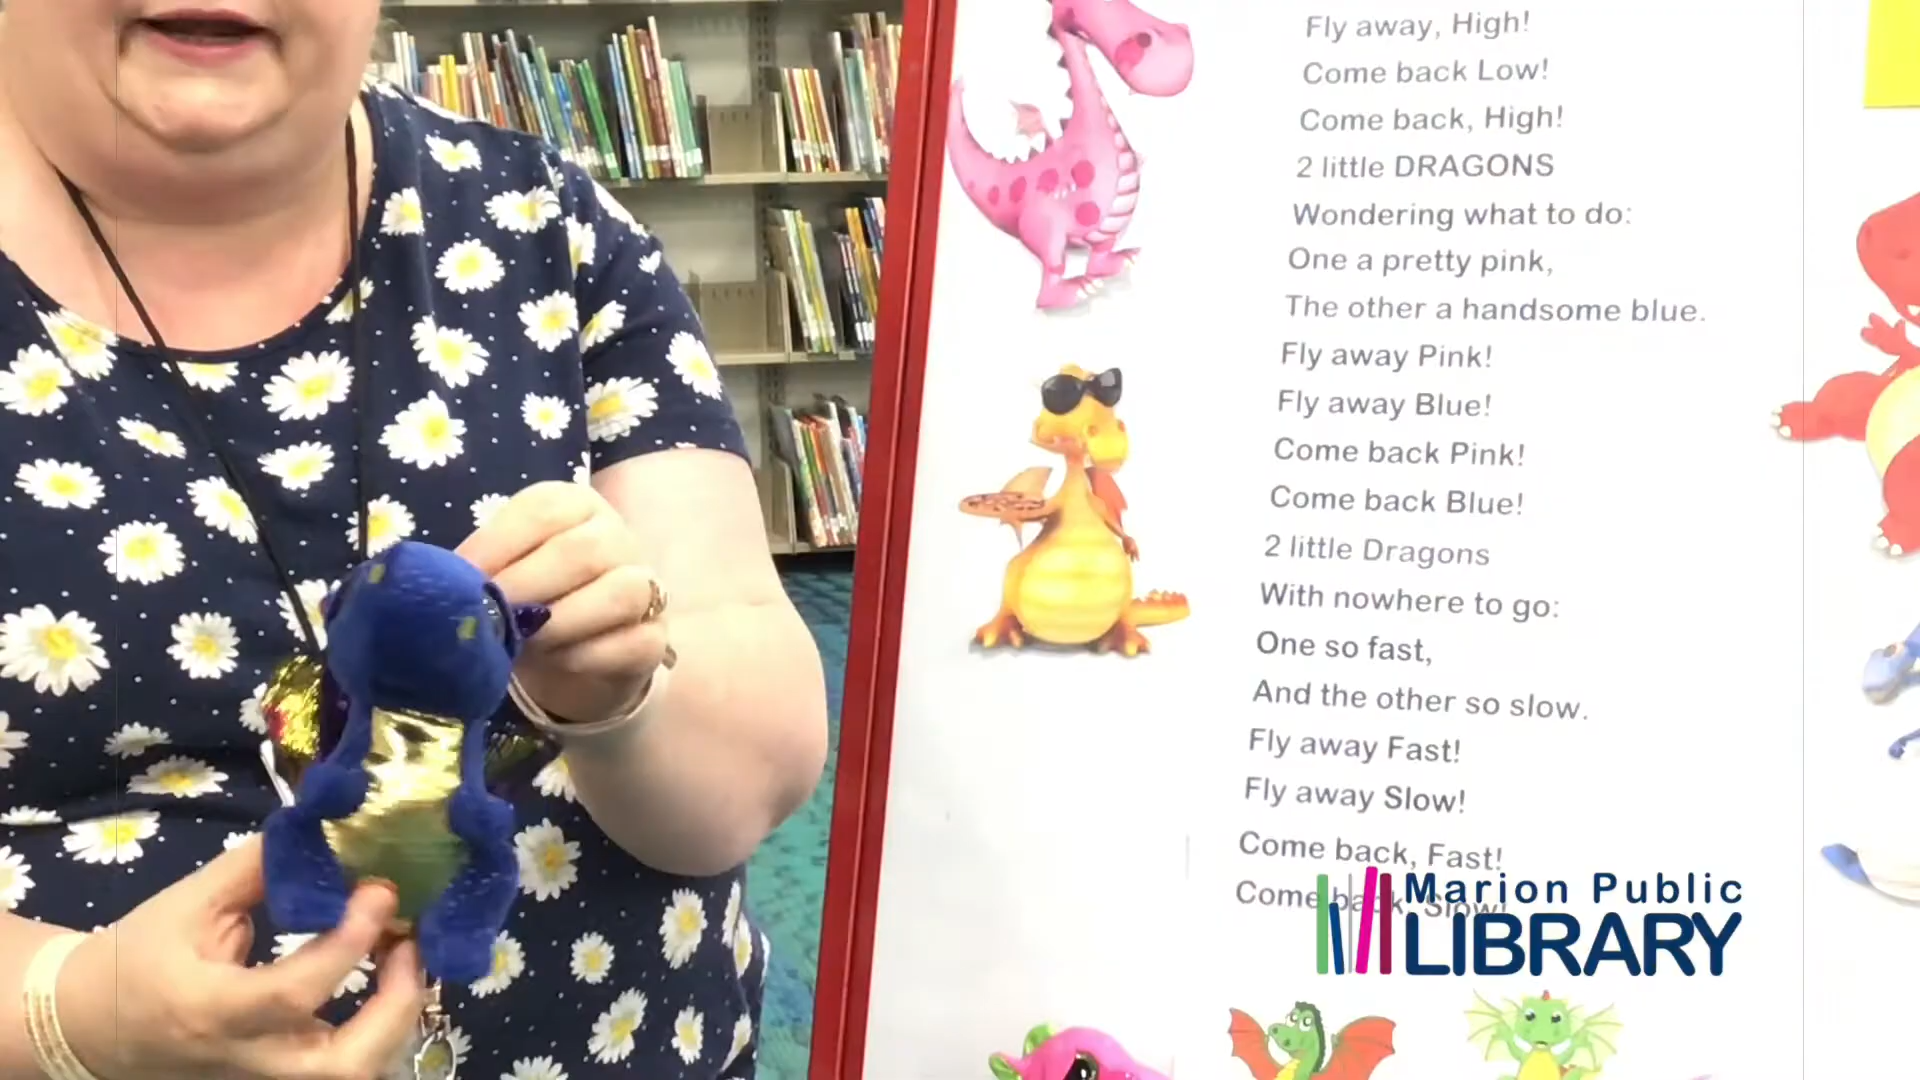 Fly away, High!
Come back Low!
Come back, High!
2 little DRAGONS
Wondering what to do:
One a pretty pink,
The other a handsome blue.
Fly away Pink!
Fly away Blue!
Come back Pink!
Come back Blue!
2 little Dragons
With nowhere to go:
One so fast,
And the other so slow.
Fly away Fast!
Fly away Slow!
Come back, Fast!
Come back, Slow!
Marion Public
LIBRARY